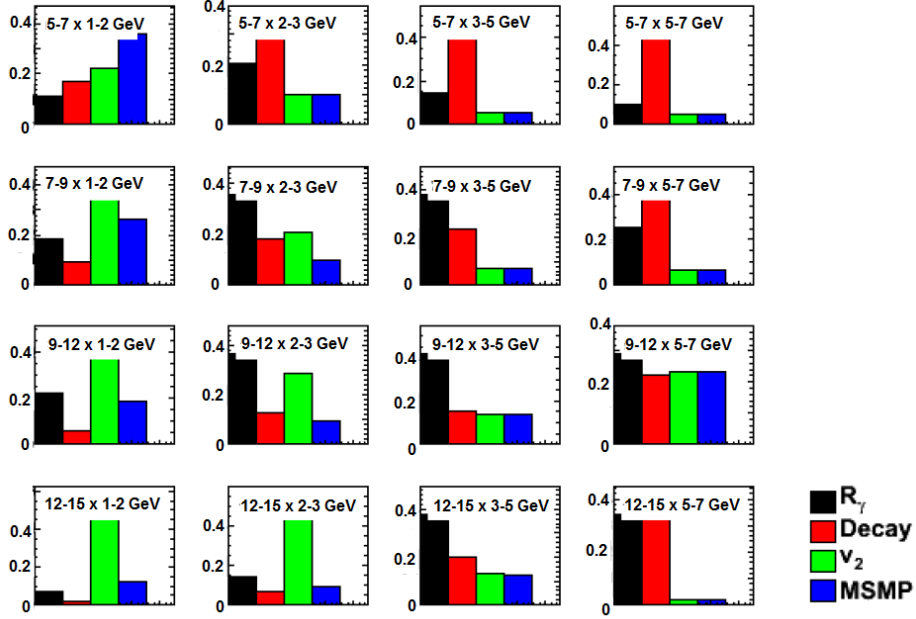 5-7 x 1-2 GeV
0.4
0.2
0
5-7 x 2-3 GeV
0.4
0.2
0
5-7 x 3-5 GeV
0.4
0.2
0
5-7 x 5-7 GeV
0.4
0.2
0
7-9 x 1-2 GeV
0.4
0.2
0
7-9 x 2-3 GeV
0.4
0.2
0
7-9 x 3-5 GeV
0.4
0.2
0
7-9 x 5-7 GeV
0.4
0.2
0
9-12 x 1-2 GeV
0.4
0.2
0
9-12 x 2-3 GeV
0.4
0.2
0
9-12 x 3-5 GeV
0.4
0.2
0
9-12 x 5-7 GeV
0.4
0.2
0
12-15 x 1-2 GeV
0.4
0.2
0
12-15 x 2-3 GeV
0.4
0.2
0
12-15 x 3-5 GeV
0.4
0.2
0
12-15 x 5-7 GeV
0.4
0.2
0
Rγ
Decay
v2
MSMP